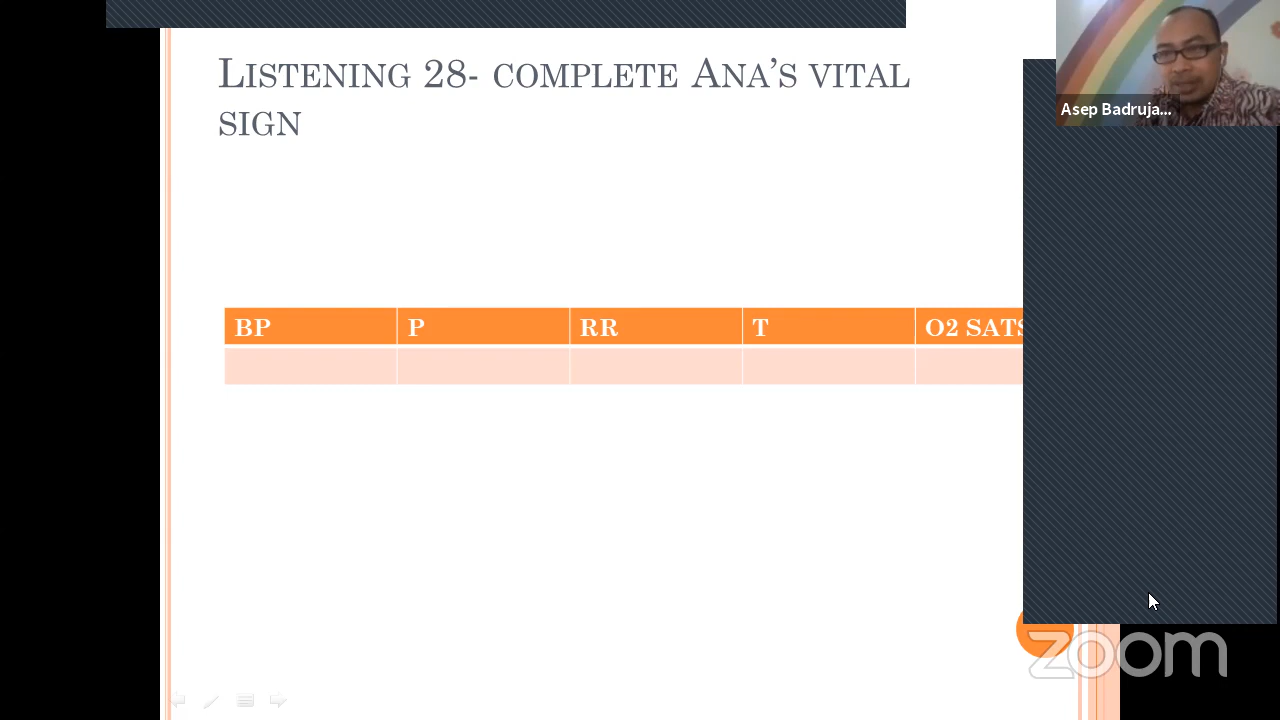 Listening 28- complete Ana's vital
sign
Asep Badruja...
BP P RR T O2 SATS
zoom